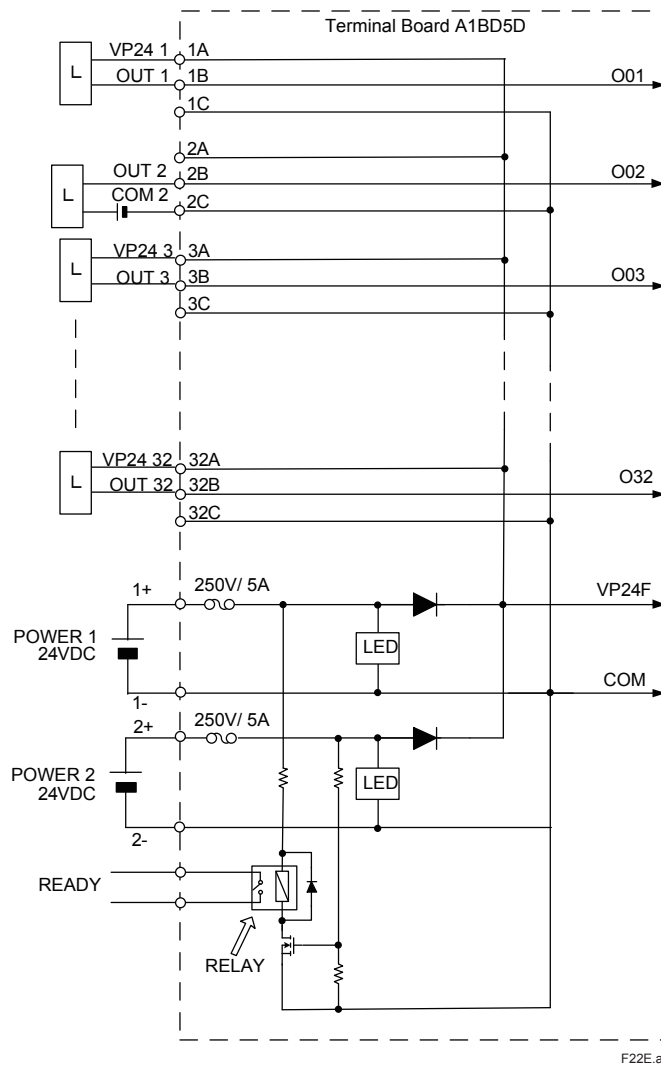 Terminal Board A1BD5D
L
VP24 1
1A
OUT 1
1B
O01
1C
2A
L
OUT 2
2B
O02
COM 2
2C
L
VP24 3
3A
OUT 3
3B
O03
3C
L
VP24 32
32A
OUT 32
32B
O32
32C
1+
250V/ 5A
VP24F
POWER 1
24VDC
LED
COM
1-
2+
250V/ 5A
POWER 2
24VDC
LED
2-
READY
RELAY
F22E.a